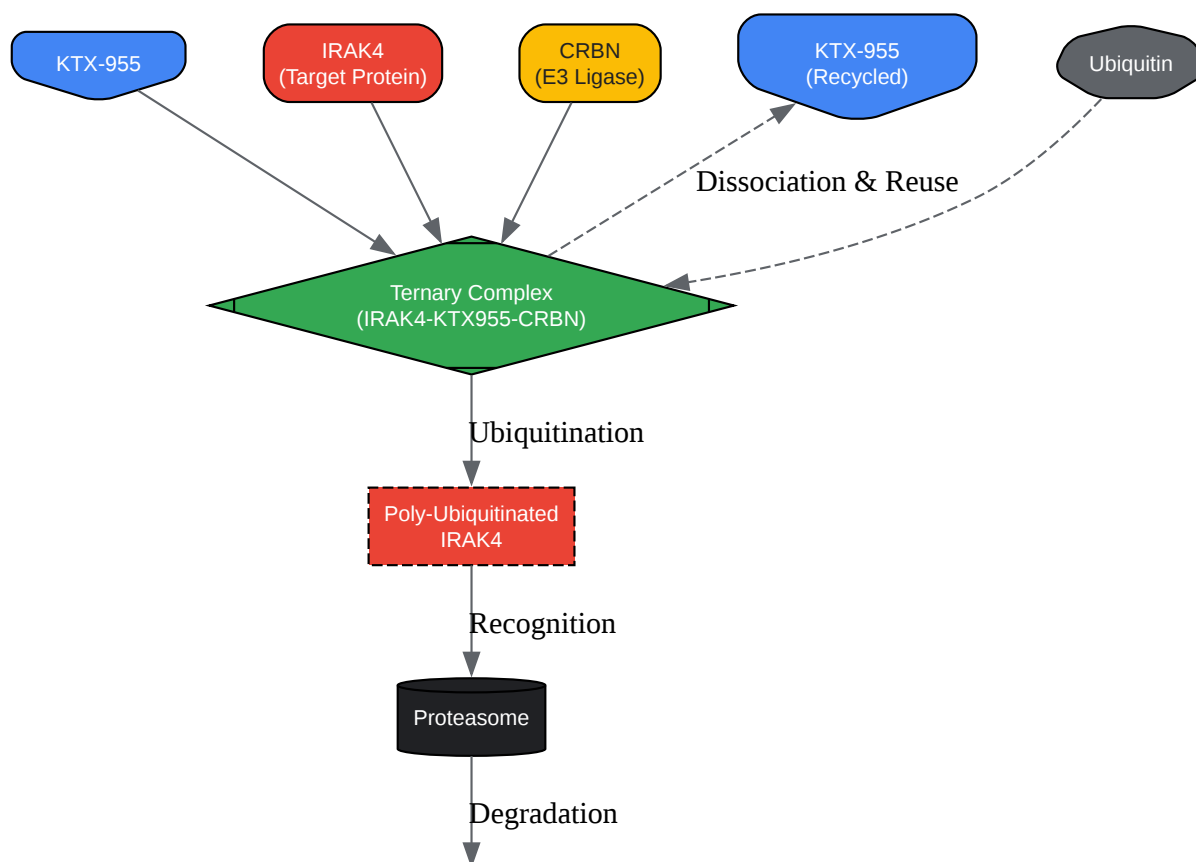 KTX-955
IRAK4
(Target Protein)
CRBN
(E3 Ligase)
KTX-955
(Recycled)
Ubiquitin
Dissociation & Reuse
Ternary Complex
(IRAK4-KTX955-CRBN)
Ubiquitination
Poly-Ubiquitinated
IRAK4
Recognition
Proteasome
Degradation